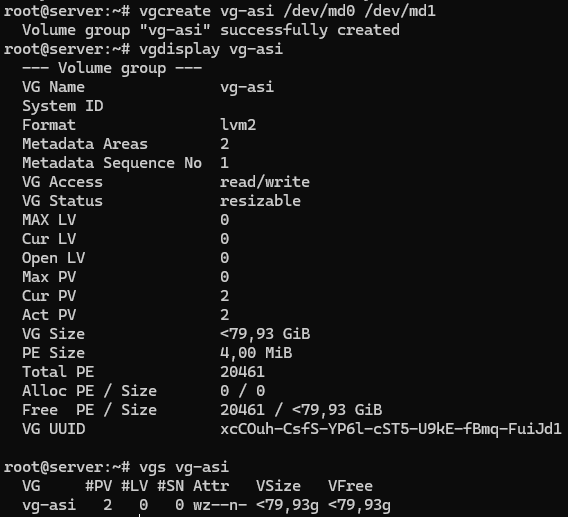 root@server:~# vgcreate vg-asi /dev/md0 /dev/md1
  Volume group "vg-asi" successfully created
root@server:~# vgdisplay vg-asi
  --- Volume group ---
  VG Name               vg-asi
  System ID
  Format                lvm2
  Metadata Areas        2
  Metadata Sequence No  1
  VG Access             read/write
  VG Status             resizable
  MAX LV                0
  Cur LV                0
  Open LV               0
  Max PV                0
  Cur PV                2
  Act PV                2
  VG Size               <79,93 GiB
  PE Size               4,00 MiB
  Total PE              20461
  Alloc PE / Size       0 / 0
  Free  PE / Size       20461 / <79,93 GiB
  VG UUID               xcCOuh-CsfS-YP6l-cST5-U9kE-fBmq-FuiJd1

root@server:~# vgs vg-asi
  VG     #PV #LV #SN Attr   VSize   VFree
  vg-asi   2   0   0 wz--n- <79,93g <79,93g